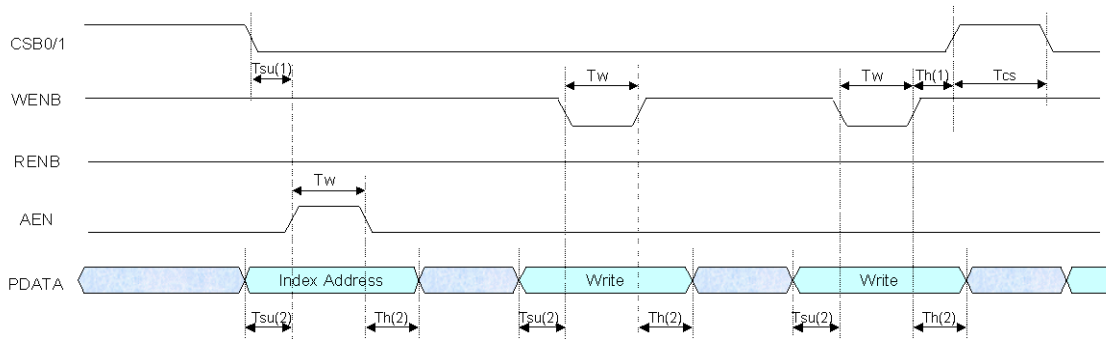 CSB0/1
Tsu(1)
Tw
Tw
Th(1)
Tcs
WENB
RENB
Tw
AEN
PDATA
Index Address
Write
Write
Tsu(2)
Th(2)
Tsu(2)
Th(2)
Tsu(2)
Th(2)